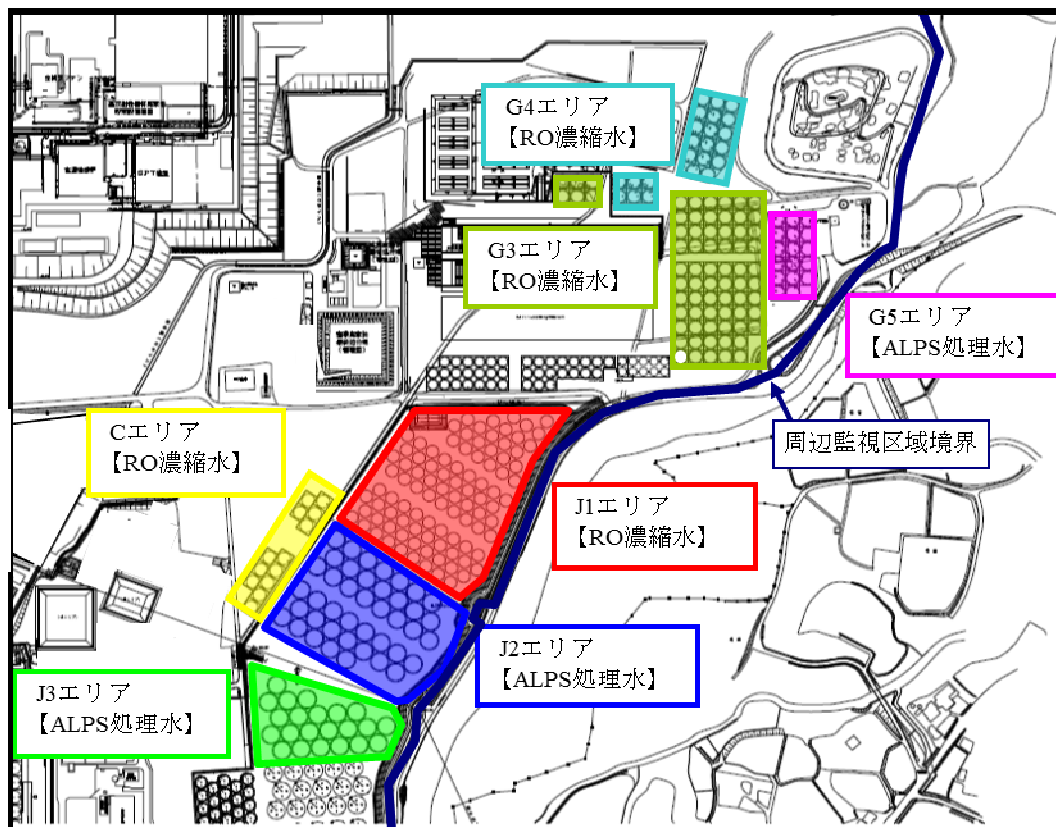 G4エリア
【RO濃縮水】
G3エリア
【RO濃縮水】
G5エリア
【ALPS処理水】
Cエリア
【RO濃縮水】
周辺監視区域境界
J1エリア
【RO濃縮水】
J2エリア
【ALPS処理水】
J3エリア
【ALPS処理水】